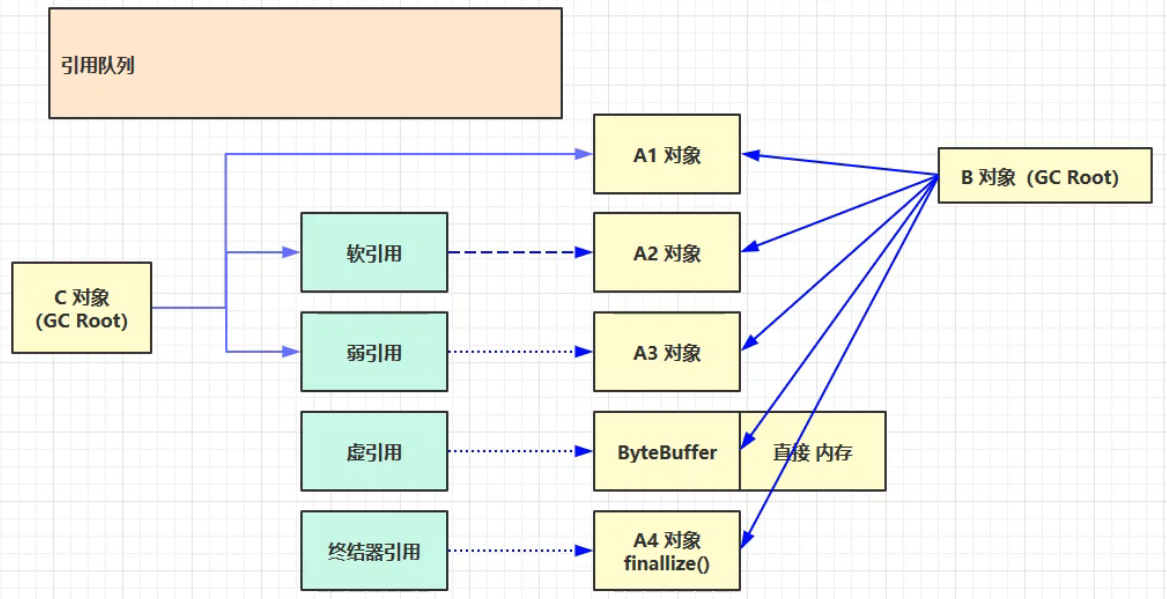 引用队列
A1 对象
B 对象 (GC Root)
软引用
A2 对象
C 对象
(GC Root)
弱引用
A3 对象
虚引用
ByteBuffer
直接 内存
终结器引用
A4 对象
finallize()